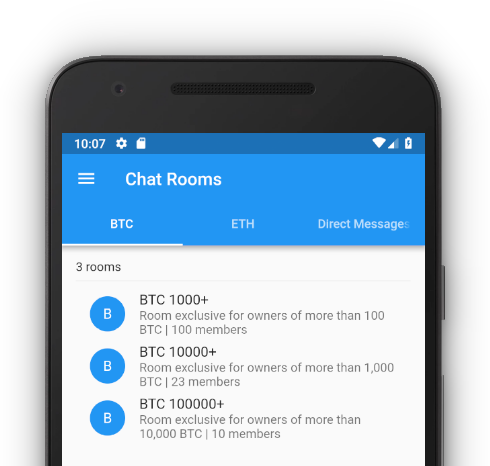 10:07
Chat Rooms
BTC ETH Direct Messages
3 rooms
B
BTC 1000+
Room exclusive for owners of more than 100
BTC | 100 members
B
BTC 10000+
Room exclusive for owners of more than 1,000
BTC | 23 members
B
BTC 100000+
Room exclusive for owners of more than
10,000 BTC | 10 members